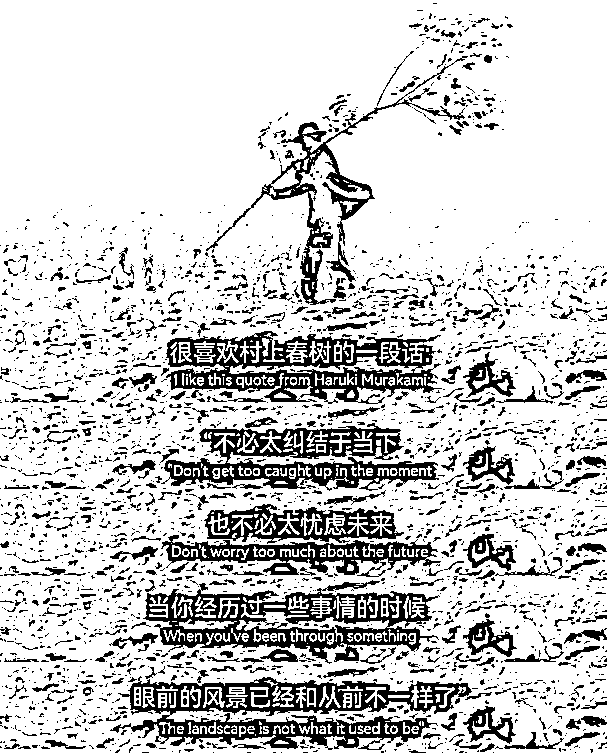 很喜欢村上春树的一段话:
I like this quote from Haruki Murakami:
“不必太纠结于当下
"Don't get too caught up in the moment
也不必太忧虑未来
Don't worry too much about the future
当你经历过一些事情的时候
When you've been through something
眼前的风景已经和从前不一样了”
The landscape is not what it used to be"